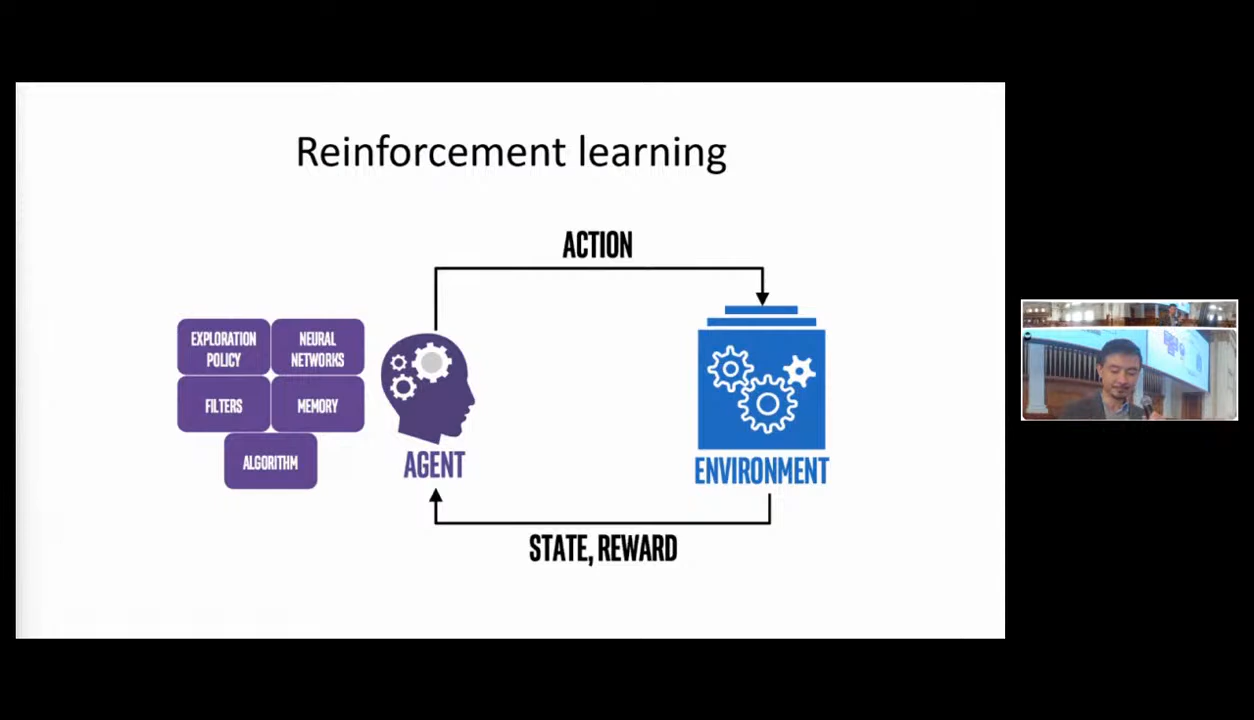 Reinforcement learning
ACTION
EXPLORATION
POLICY
NEURAL
NETWORKS
FILTERS
MEMORY
ALGORITHM
AGENT
ENVIRONMENT
STATE, REWARD